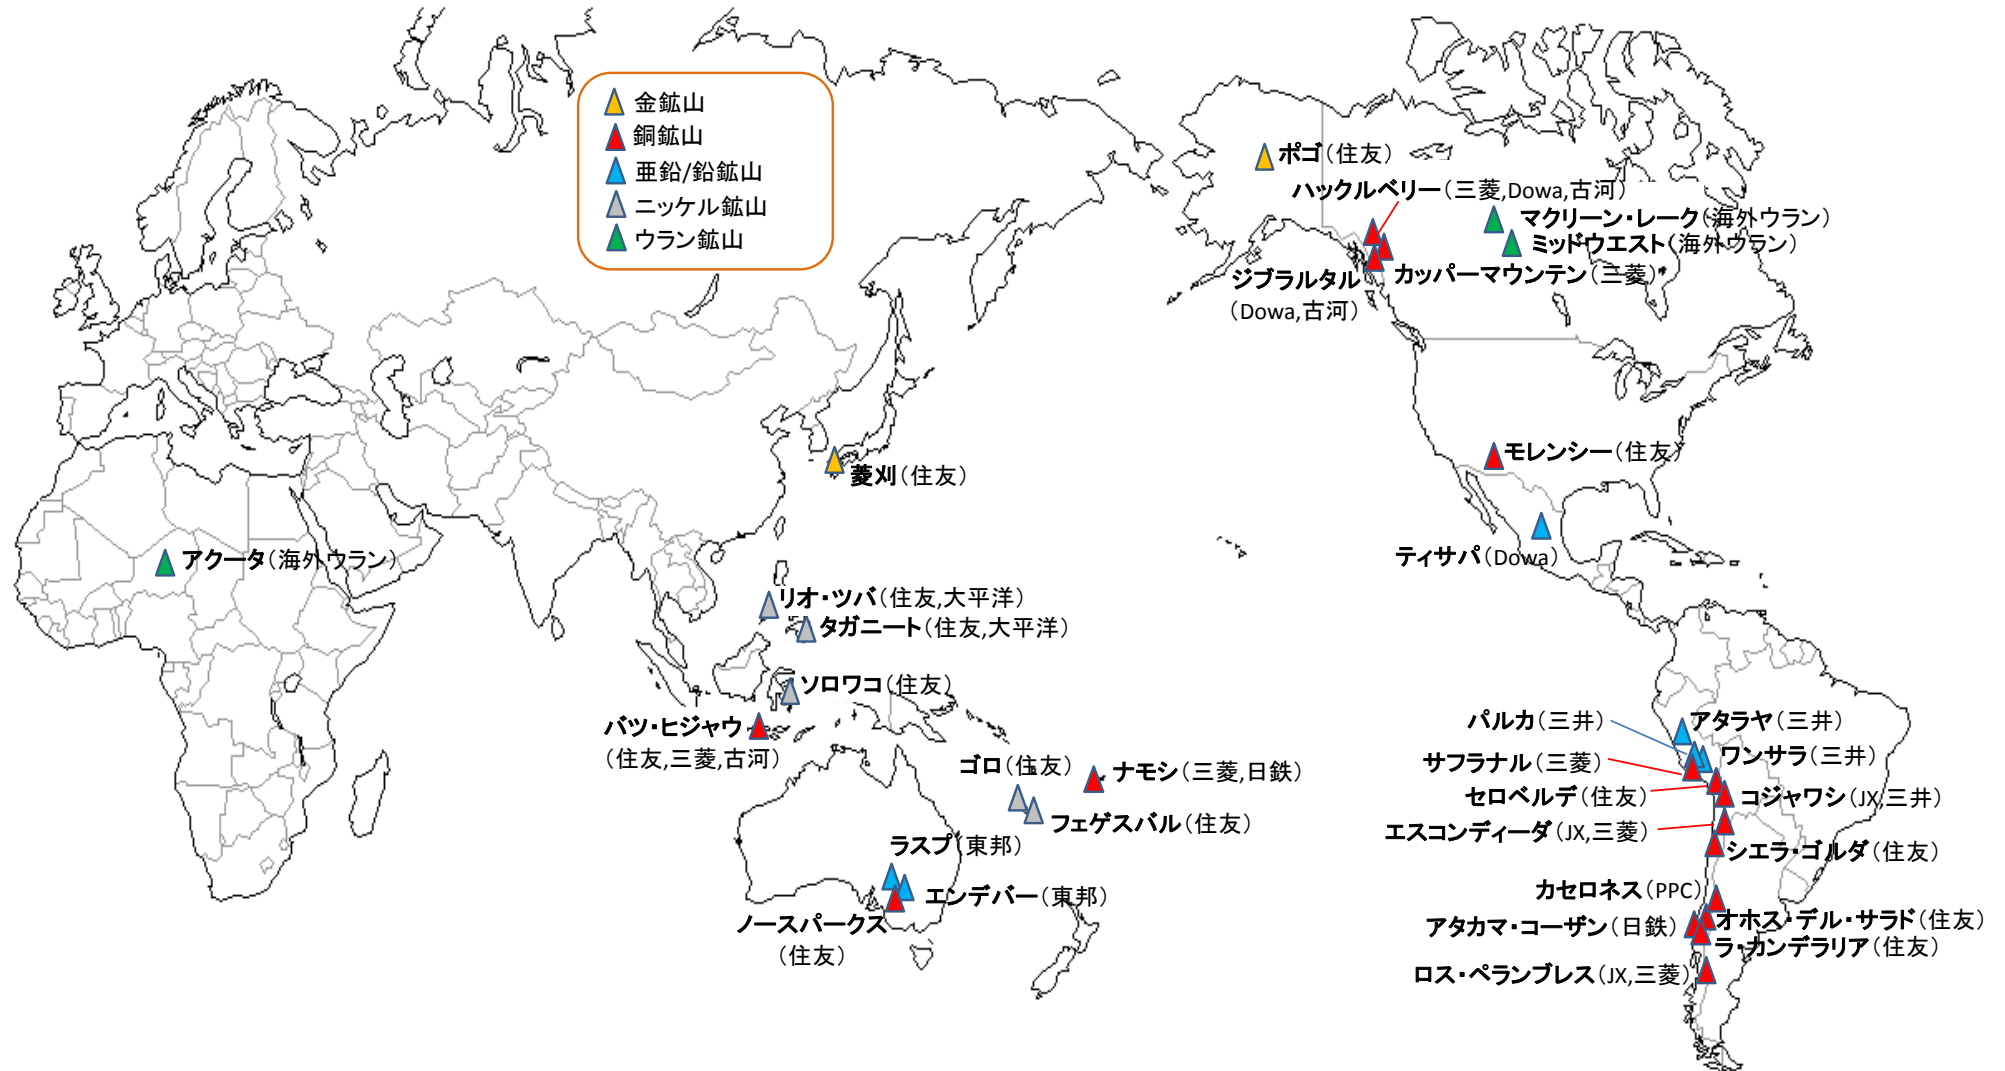 金鉱山
銅鉱山
亜鉛/鉛鉱山
ニッケル鉱山
ウラン鉱山
ポゴ(住友)
ハックルベリー(三菱,Dowa,古河)
マクリーン・レーク(海外ウラン)
ミッドウエスト(海外ウラン)
カッパーマウンテン(三菱)
ジブラルタル
(Dowa,古河)
モレンシー(住友)
菱刈(住友)
ティサパ(Dowa)
アクータ(海外ウラン)
リオ・ツバ(住友,大平洋)
タガニート(住友,大平洋)
ソロワコ(住友)
バツ・ヒジャウ
(住友,三菱,古河)
ゴロ(住友)
ナモシ(三菱,日鉄)
フェゲスバル(住友)
ラスプ(東邦)
エンデバー(東邦)
ノースパークス
(住友)
パルカ(三井)
アタラヤ(三井)
サフラナル(三菱)
ワンサラ(三井)
セロベルデ(住友)
コジャワシ(JX,三井)
エスコンディーダ(JX,三菱)
シエラ・ゴルダ(住友)
カセロネス(PPC)
アタカマ・コーザン(日鉄)
オホス・デル・サラド(住友)
ラ・カンデラリア(住友)
ロス・ペランブレス(JX,三菱)